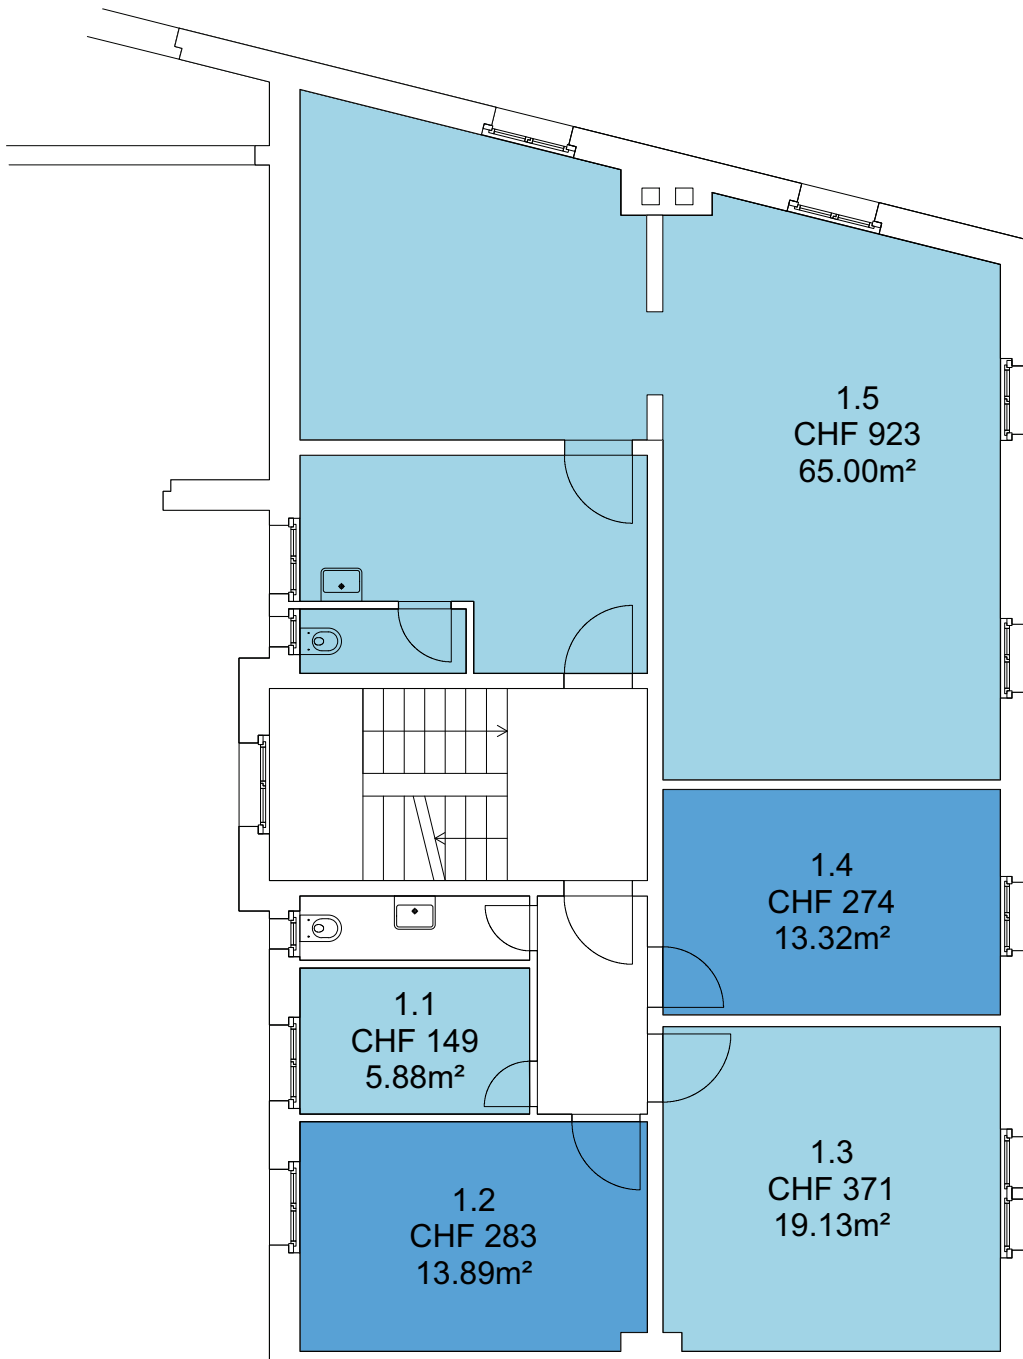 1.5
CHF 923
65.00m²
1.4
CHF 274
13.32m²
1.1
CHF 149
5.88m²
1.3
CHF 371
19.13m²
1.2
CHF 283
13.89m²